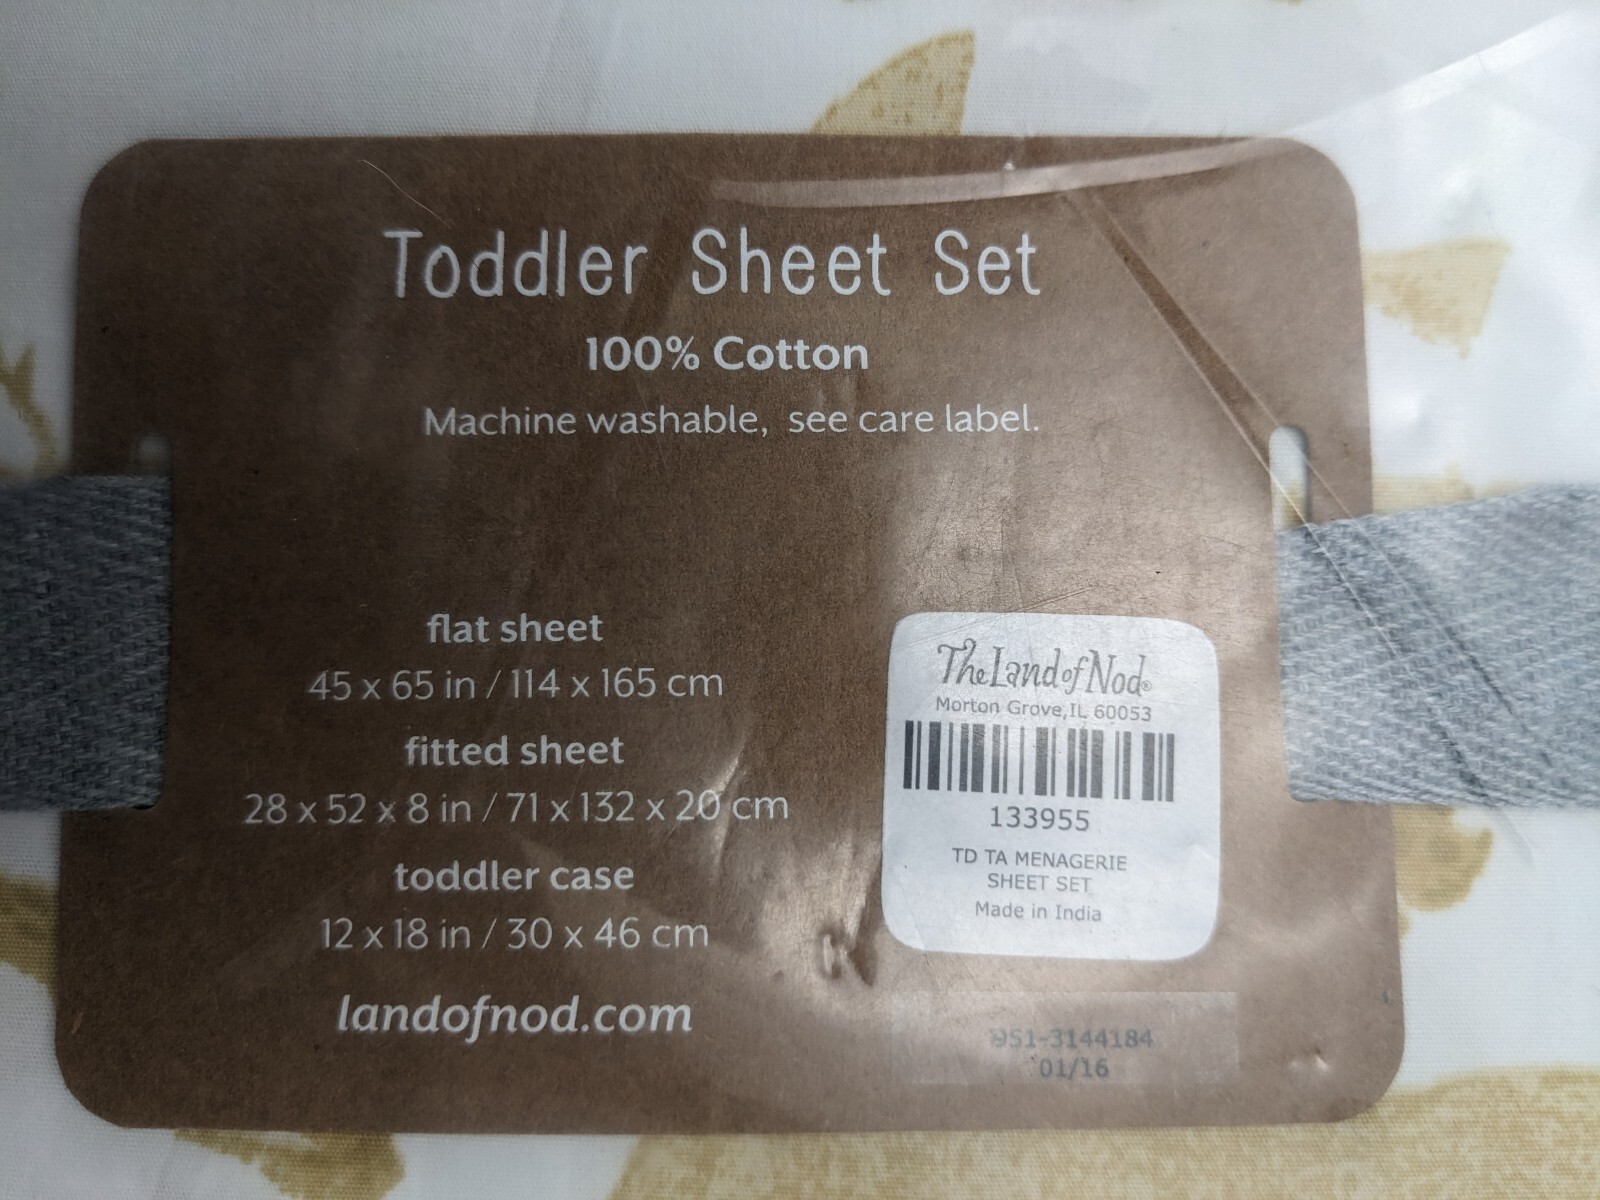 Toddler Sheet Set
100% Cotton
Machine washable, see care label.
flat sheet
45 x 65 in / 114 x 165 cm
fitted sheet
28 x 52 x 8 in / 71 x 132 x 20 cm
toddler case
12 x 18 in / 30 x 46 cm
landofnod.com
The Land of Nod®
Morton Grove,IL 60053
133955
TD TA MENAGERIE
SHEET SET
Made in India
951-3144184
01/16